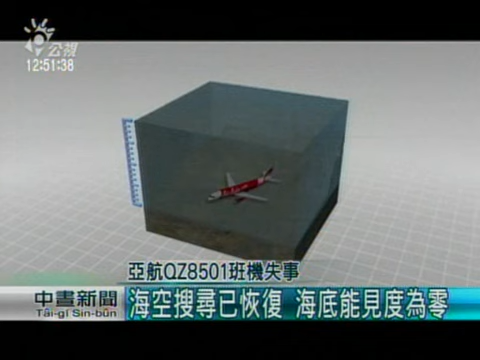 公視
12:51:38
亞航QZ8501班機失事
中晝新聞
Tâi-gí Sin-bûn
海空搜尋已恢復 海底能見度為零